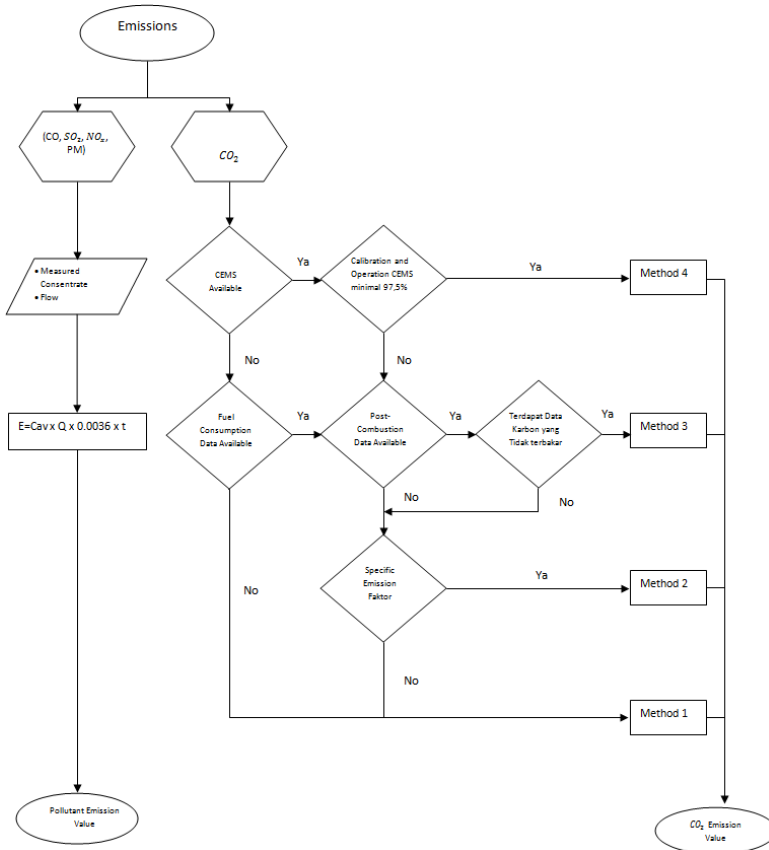 Emissions
(CO, SO₂, NOₓ,
PM)
CO₂
• Measured
Consentrate
• Flow
E=Cav x Q x 0.0036 x t
Pollutant Emission
Value
CEMS
Available
Ya
Calibration and
Operation CEMS
minimal 97,5%
Ya
Method 4
No
No
Fuel
Consumption
Data Available
Ya
Post-
Combustion
Data Available
Ya
Terdapat Data
Karbon yang
Tidak terbakar
Ya
Method 3
No
No
Specific
Emission
Faktor
Ya
Method 2
No
No
Method 1
CO₂ Emission
Value